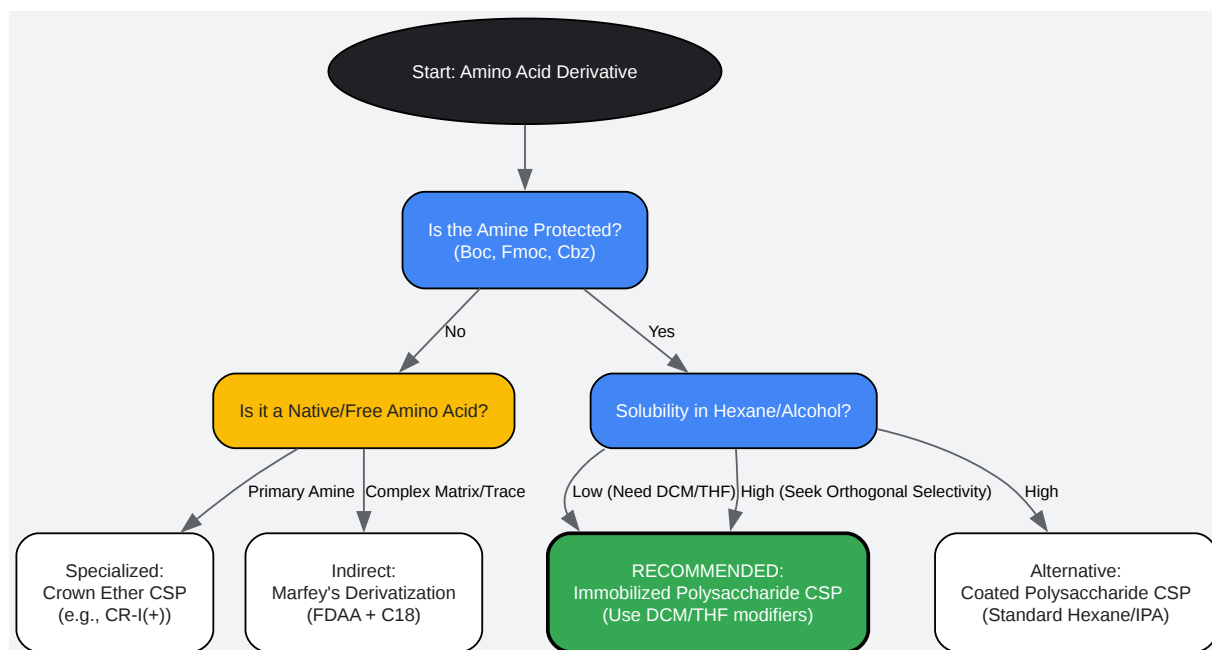 Start: Amino Acid Derivative
Is the Amine Protected?
(Boc, Fmoc, Cbz)
No
Yes
Is it a Native/Free Amino Acid?
Solubility in Hexane/Alcohol?
Primary Amine
Complex Matrix/Trace
Low (Need DCM/THF)
High (Seek Orthogonal Selectivity)
High
Specialized:
Crown Ether CSP
(e.g., CR-I(+))
Indirect:
Marfey's Derivatization
(FDAA + C18)
RECOMMENDED:
Immobilized Polysaccharide CSP
(Use DCM/THF modifiers)
Alternative:
Coated Polysaccharide CSP
(Standard Hexane/IPA)